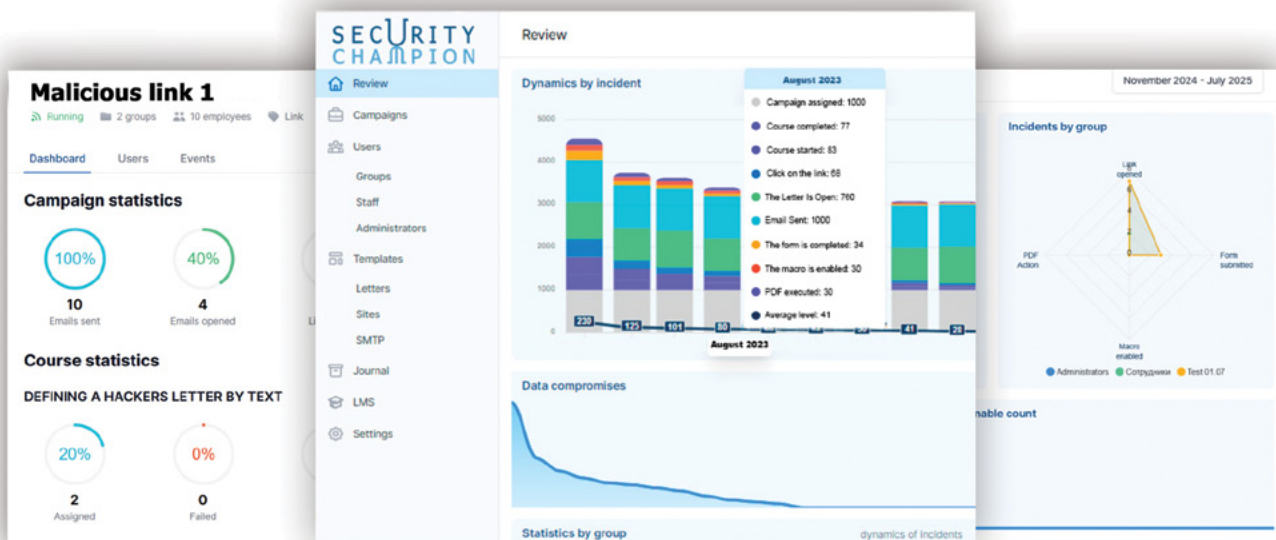 Malicious link 1
Running 2 groups 10 employees Link
Dashboard Users Events
Campaign statistics
100% 40%
10 4
Emails sent Emails opened
Course statistics
DEFINING A HACKERS LETTER BY TEXT
20% 0%
2 0
Assigned Failed
SECURITY
CHAMPION
Review
Campaigns
Users
Groups
Staff
Administrators
Templates
Letters
Sites
SMTP
Journal
LMS
Settings
Review
Dynamics by incident
5000
4000
3000
2000
1000
0
230 125 101 80 41 28
August 2023
Campaign assigned: 1000
Course completed: 77
Course started: 83
Click on the link: 68
The Letter Is Open: 760
Email Sent: 1000
The form is completed: 34
The macro is enabled: 30
PDF executed: 30
Average level: 41
August 2023
Data compromises
Statistics by group dynamics of incidents
November 2024 - July 2025
Incidents by group
Link
opened
6
4
2
0
PDF
Action
Form
submitted
Macro
enabled
Administrators Сотрудники Test 01.07
nable count